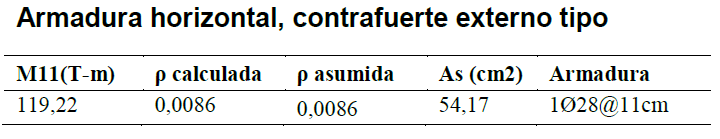 Armadura horizontal, contrafuerte externo tipo
M11(T-m) ρ calculada ρ asumida As (cm2) Armadura
119,22 0,0086 0,0086 54,17 1Ø28@11cm